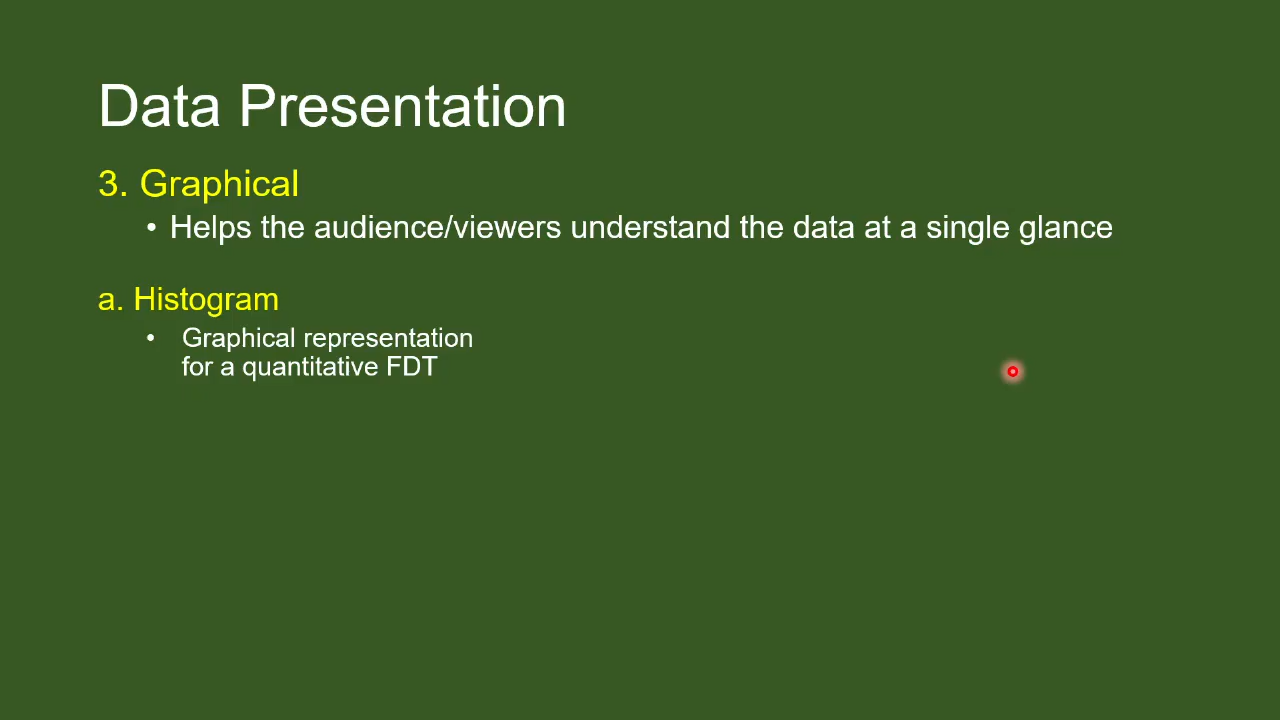 Data Presentation
3. Graphical
• Helps the audience/viewers understand the data at a single glance
a. Histogram
• Graphical representation
for a quantitative FDT